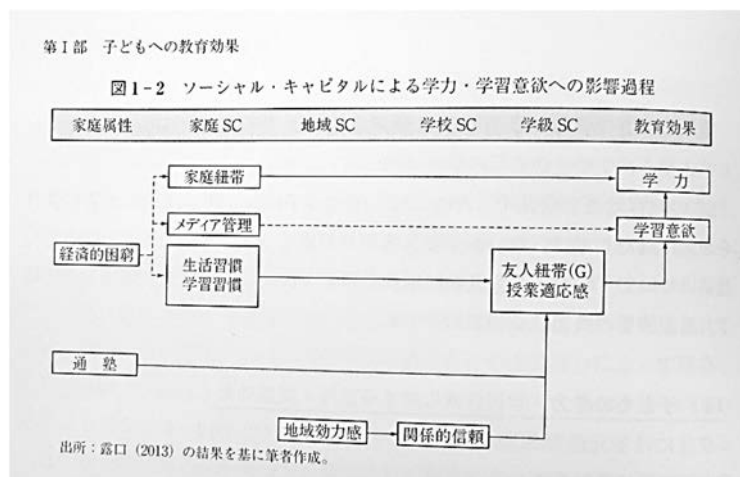 第Ⅰ部 子どもへの教育効果
図1-2 ソーシャル・キャピタルによる学力・学習意欲への影響過程
家庭属性 家庭SC 地域SC 学校SC 学級SC 教育効果
家庭紐帯
学力
メディア管理
学習意欲
経済的困窮
生活習慣
学習習慣
友人紐帯(G)
授業適応感
通塾
地域効力感
関係的信頼
出所：露口（2013）の結果を基に筆者作成。